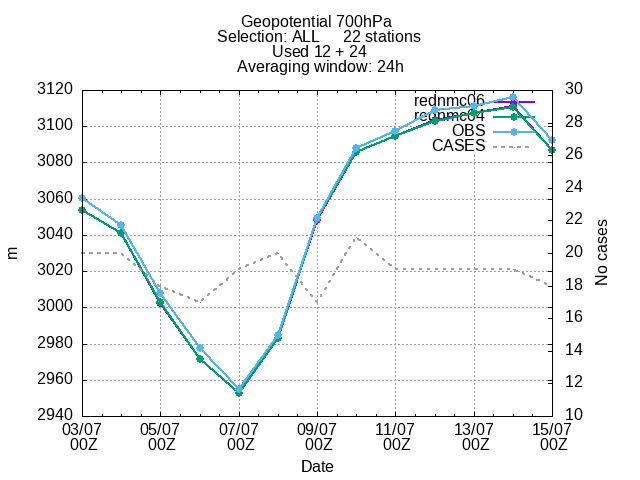 Geopotential 700hPa
Selection: ALL 22 stations
Used 12 + 24
Averaging window: 24h
3120
3100
3080
3060
3040
3020
3000
2980
2960
2940
m
30
28
26
24
22
20
18
16
14
12
10
No cases
rednmc06
rednmc04
OBS
CASES
03/07 05/07 07/07 09/07 11/07 13/07 15/07
00Z 00Z 00Z 00Z 00Z 00Z 00Z
Date